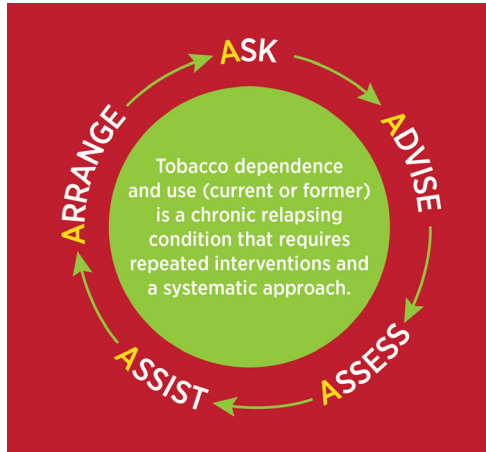 ASK
ADVISE
ASSESS
ASSIST
ARRANGE
Tobacco dependence
and use (current or former)
is a chronic relapsing
condition that requires
repeated interventions and
a systematic approach.